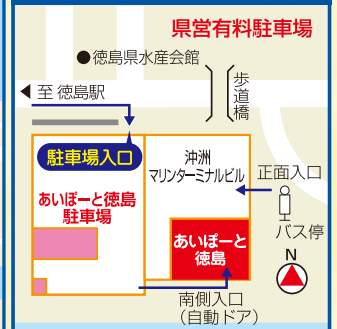 県営有料駐車場
●徳島県水産会館
至 徳島駅
歩道橋
駐車場入口
沖洲
マリンターミナルビル
正面入口
あいぽーと徳島
駐車場
あいぽーと
徳島
バス停
N
南側入口
（自動ドア）